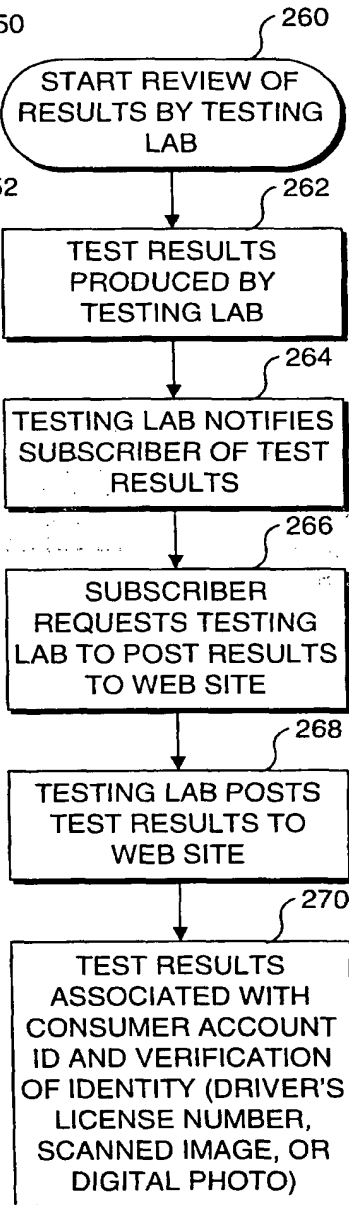 50
260
START REVIEW OF
RESULTS BY TESTING
LAB
52
262
TEST RESULTS
PRODUCED BY
TESTING LAB
264
TESTING LAB NOTIFIES
SUBSCRIBER OF TEST
RESULTS
266
SUBSCRIBER
REQUESTS TESTING
LAB TO POST RESULTS
TO WEB SITE
268
TESTING LAB POSTS
TEST RESULTS TO
WEB SITE
270
TEST RESULTS
ASSOCIATED WITH
CONSUMER ACCOUNT
ID AND VERIFICATION
OF IDENTITY (DRIVER'S
LICENSE NUMBER,
SCANNED IMAGE, OR
DIGITAL PHOTO)